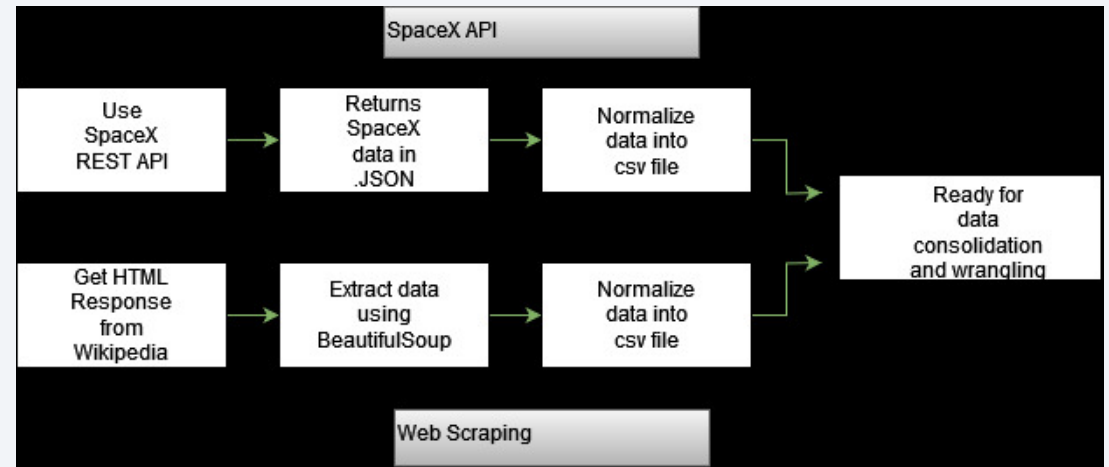 SpaceX API
Use
SpaceX
REST API
Returns
SpaceX
data in
.JSON
Normalize
data into
csv file
Ready for
data
consolidation
and wrangling
Get HTML
Response
from
Wikipedia
Extract data
using
BeautifulSoup
Normalize
data into
csv file
Web Scraping